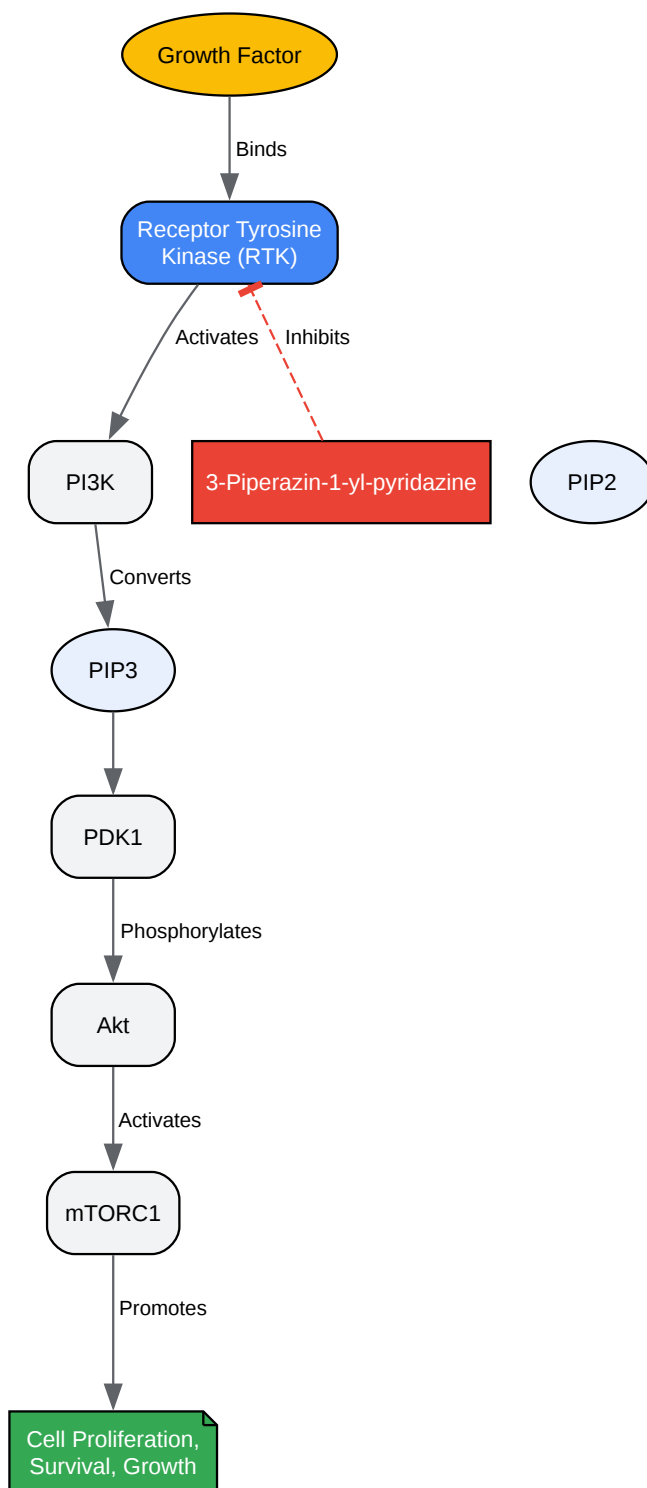 Growth Factor
Binds
Receptor Tyrosine
Kinase (RTK)
Activates
Inhibits
PI3K
3-Piperazin-1-yl-pyridazine
PIP2
Converts
PIP3
PDK1
Phosphorylates
Akt
Activates
mTORC1
Promotes
Cell Proliferation,
Survival, Growth